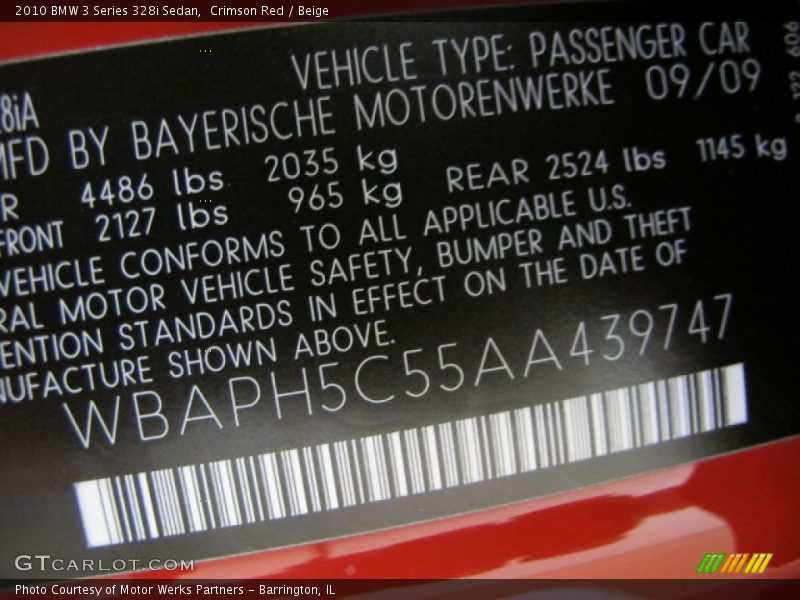 2010 BMW 3 Series 328i Sedan,  Crimson Red / Beige
8iA
VEHICLE TYPE: PASSENGER CAR
MFD BY BAYERISCHE MOTORENWERKE 09/09
R 4486 lbs 2035 kg
FRONT 2127 lbs 965 kg REAR 2524 lbs 1145 kg
VEHICLE CONFORMS TO ALL APPLICABLE U.S.
RAL MOTOR VEHICLE SAFETY, BUMPER AND THEFT
ENTION STANDARDS IN EFFECT ON THE DATE OF
NUFACTURE SHOWN ABOVE.
WBAPH5C55AA439747
GTCARLOT.COM
Photo Courtesy of Motor Werks Partners - Barrington, IL